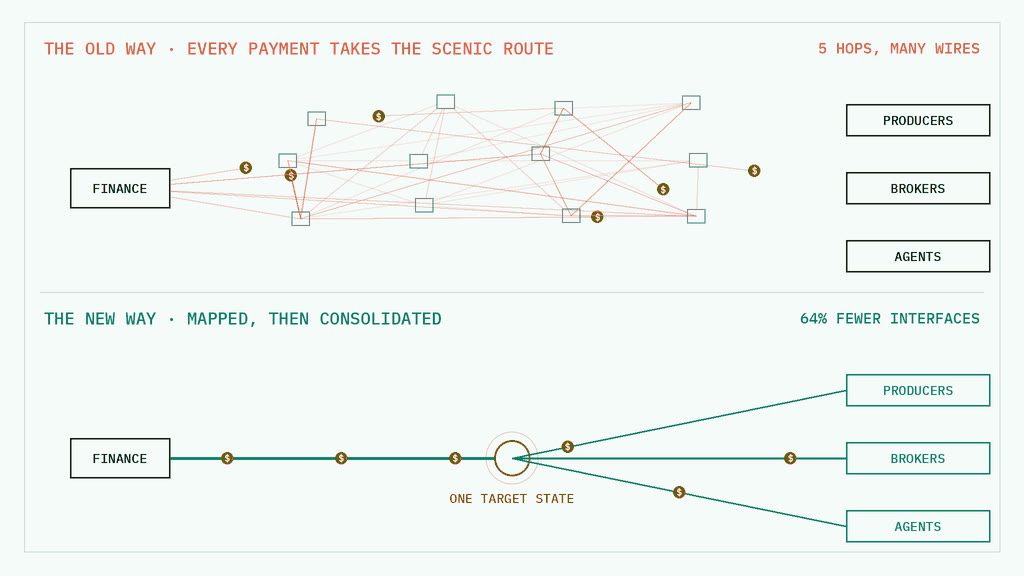 THE OLD WAY · EVERY PAYMENT TAKES THE SCENIC ROUTE
5 HOPS, MANY WIRES
$
$
$
$
$
$
FINANCE
PRODUCERS
BROKERS
AGENTS
THE NEW WAY · MAPPED, THEN CONSOLIDATED
64% FEWER INTERFACES
FINANCE
$
$
$
$
$
$
ONE TARGET STATE
PRODUCERS
BROKERS
AGENTS